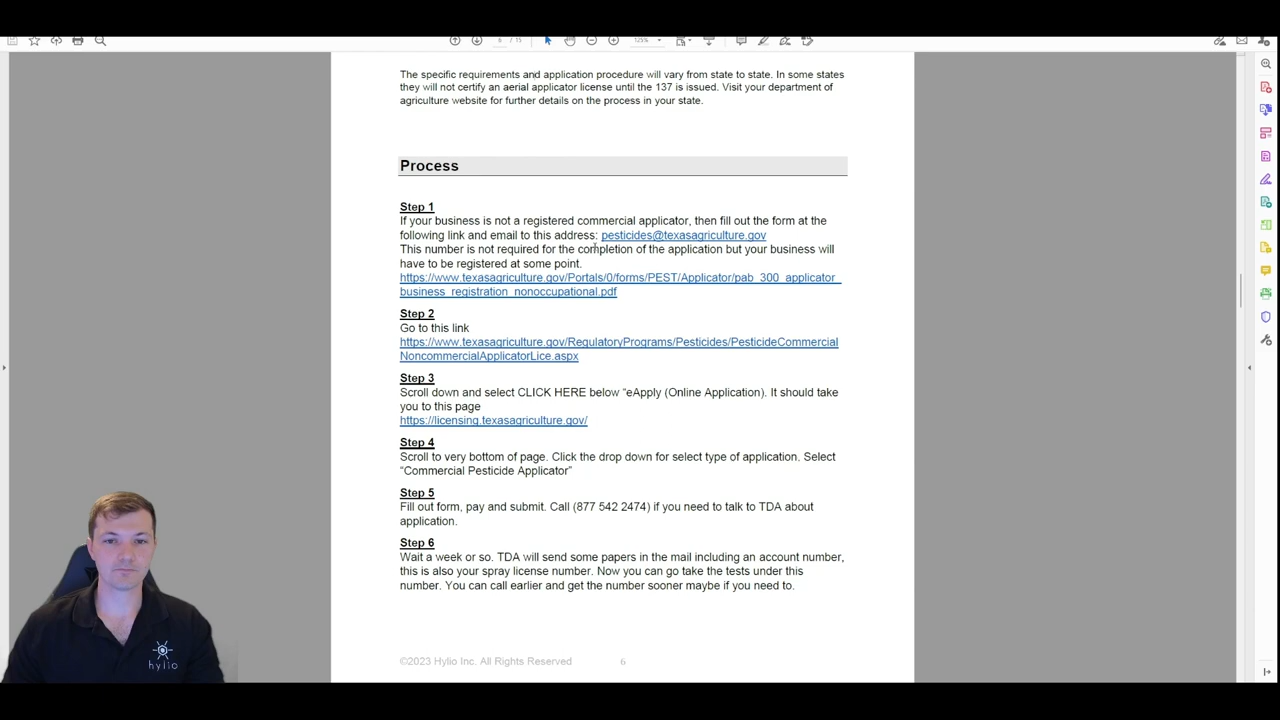 6 / 15
125%
The specific requirements and application procedure will vary from state to state. In some states
they will not certify an aerial applicator license until the 137 is issued. Visit your department of
agriculture website for further details on the process in your state.
Process
Step 1
If your business is not a registered commercial applicator, then fill out the form at the
following link and email to this address: pesticides@texasagriculture.gov
This number is not required for the completion of the application but your business will
have to be registered at some point.
https://www.texasagriculture.gov/Portals/0/forms/PEST/Applicator/pab_300_applicator_
business_registration_nonoccupational.pdf
Step 2
Go to this link
https://www.texasagriculture.gov/RegulatoryPrograms/Pesticides/PesticideCommercial
NoncommercialApplicatorLice.aspx
Step 3
Scroll down and select CLICK HERE below “eApply (Online Application). It should take
you to this page
https://licensing.texasagriculture.gov/
Step 4
Scroll to very bottom of page. Click the drop down for select type of application. Select
“Commercial Pesticide Applicator”
Step 5
Fill out form, pay and submit. Call (877 542 2474) if you need to talk to TDA about
application.
Step 6
Wait a week or so. TDA will send some papers in the mail including an account number,
this is also your spray license number. Now you can go take the tests under this
number. You can call earlier and get the number sooner maybe if you need to.
©2023 Hylio Inc. All Rights Reserved 6
hylio